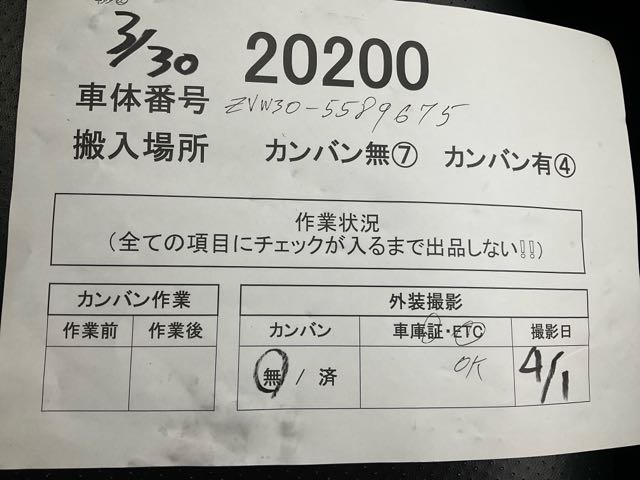 3/30 20200
車体番号 ZVW30-5589675
搬入場所 カンバン無⑦ カンバン有④
作業状況
(全ての項目にチェックが入るまで出品しない!!)
カンバン作業 外装撮影
作業前 作業後 カンバン 車庫証・ETC 撮影日
無 / 済 OK 4/1